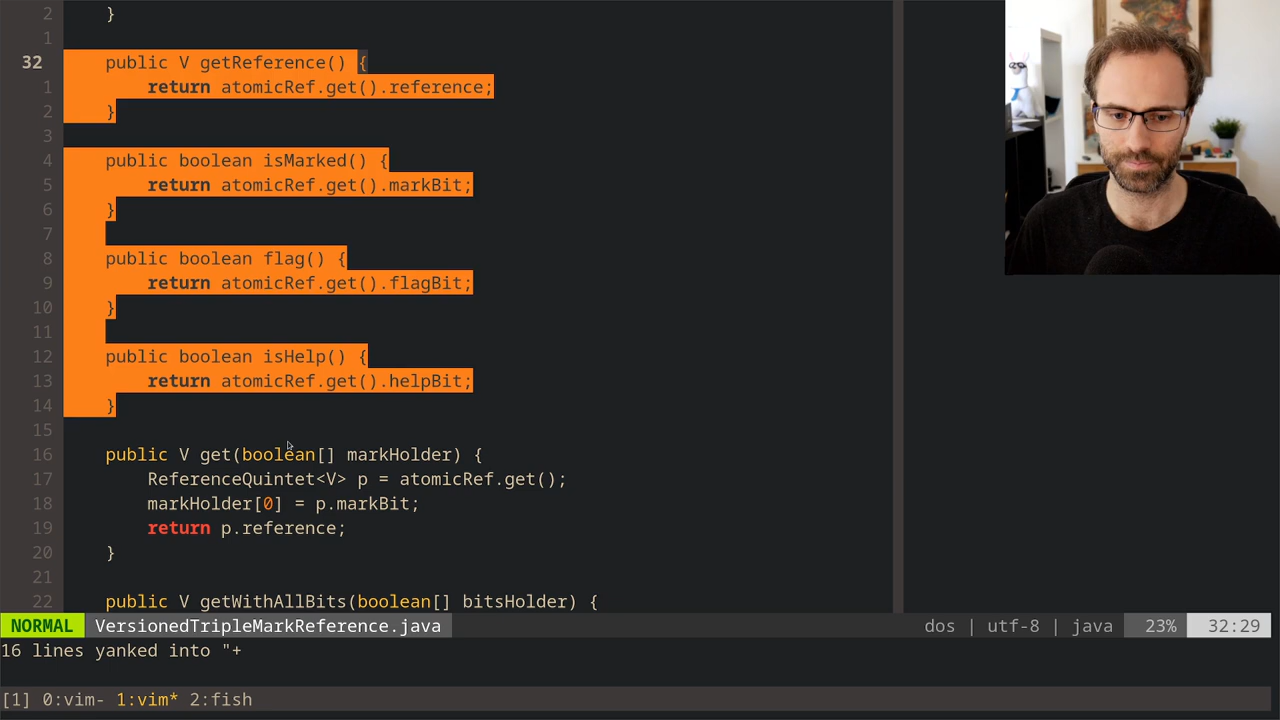 2 }
1
32 public V getReference() {
1 return atomicRef.get().reference;
2 }
3
4 public boolean isMarked() {
5 return atomicRef.get().markBit;
6 }
7
8 public boolean flag() {
9 return atomicRef.get().flagBit;
10 }
11
12 public boolean isHelp() {
13 return atomicRef.get().helpBit;
14 }
15
16 public V get(boolean[] markHolder) {
17 ReferenceQuintet<V> p = atomicRef.get();
18 markHolder[0] = p.markBit;
19 return p.reference;
20 }
21
22 public V getWithAllBits(boolean[] bitsHolder) {
NORMAL VersionedTripleMarkReference.java dos | utf-8 | java 23% 32:29
16 lines yanked into "+
[1] 0:vim- 1:vim* 2:fish